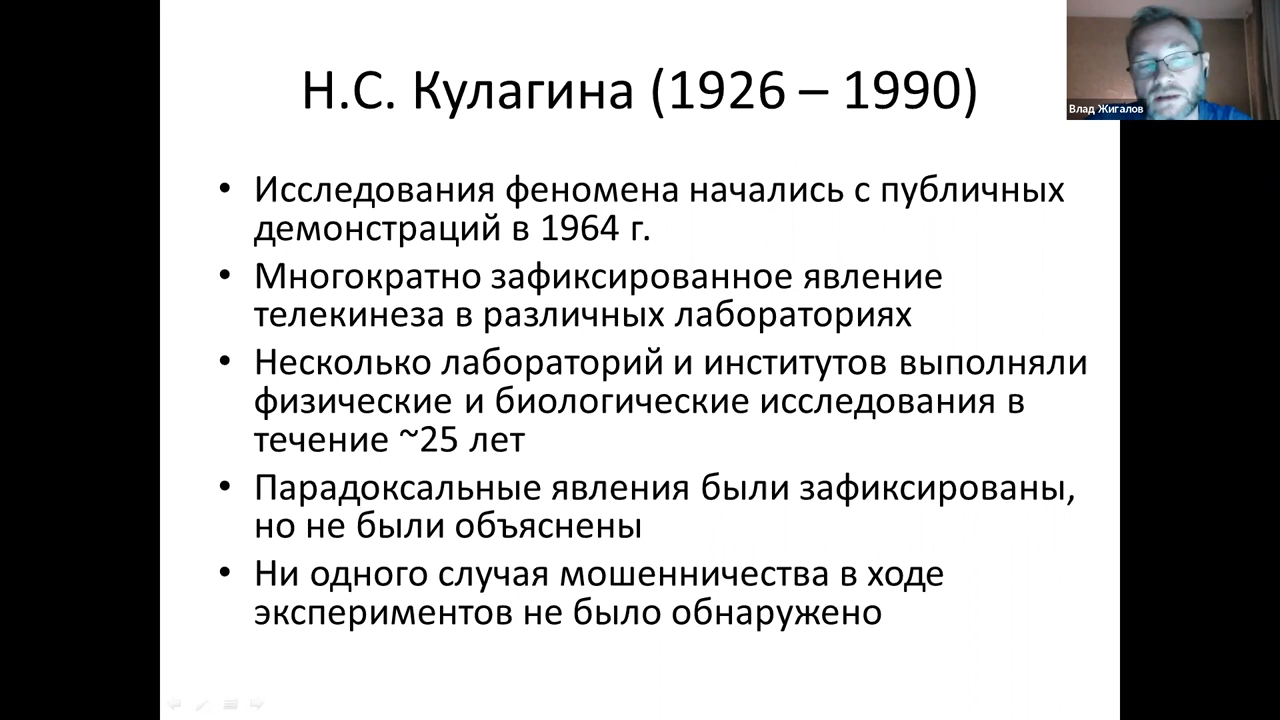 Н.С. Кулагина (1926 – 1990)
Влад Жигалов
• Исследования феномена начались с публичных
демонстраций в 1964 г.
• Многократно зафиксированное явление
телекинеза в различных лабораториях
• Несколько лабораторий и институтов выполняли
физические и биологические исследования в
течение ~25 лет
• Парадоксальные явления были зафиксированы,
но не были объяснены
• Ни одного случая мошенничества в ходе
экспериментов не было обнаружено